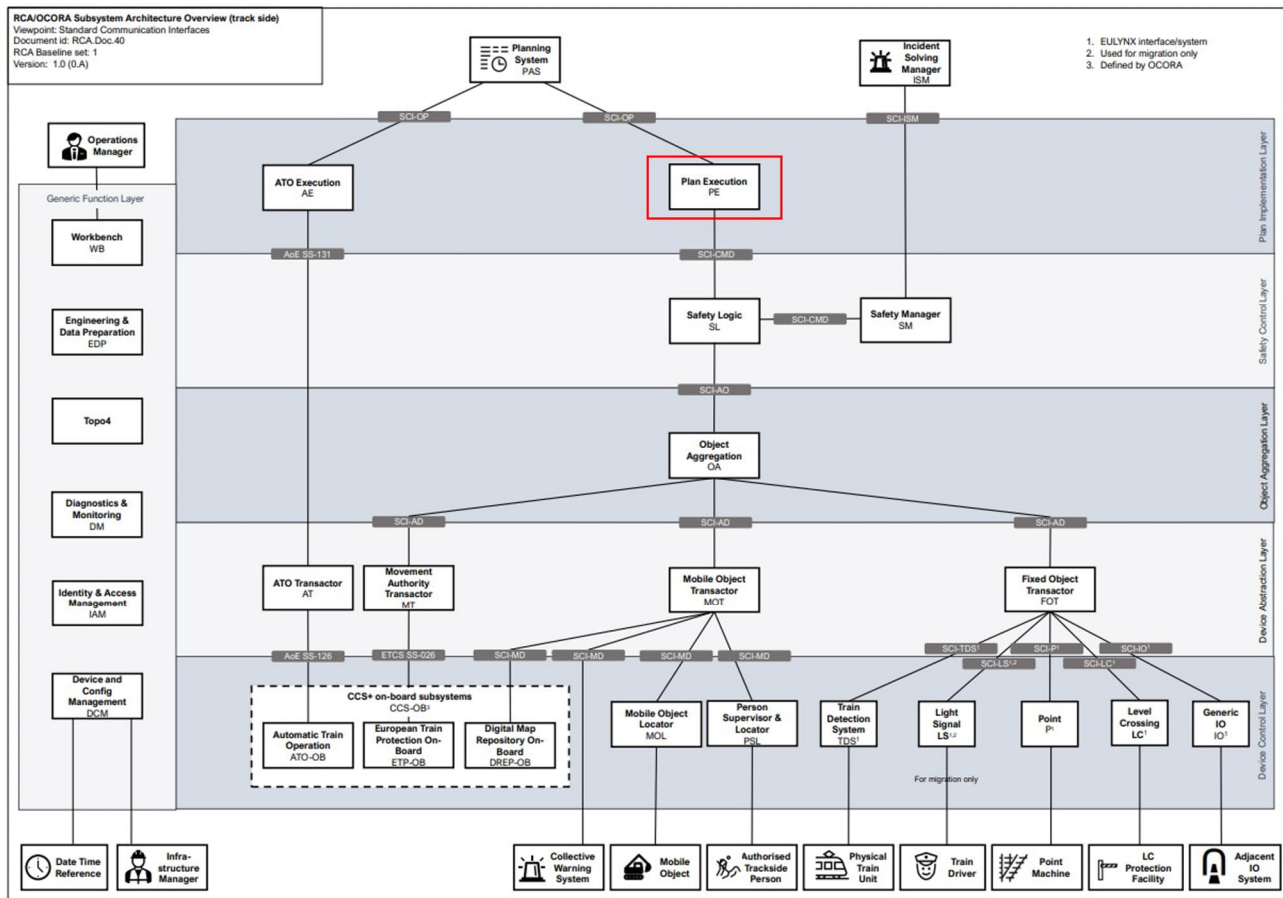 RCA/OCORA Subsystem Architecture Overview (track side)
Viewpoint: Standard Communication Interfaces
Document id: RCA.Doc.40
RCA Baseline set: 1
Version: 1.0 (0.A)
Planning
System
PAS
Incident
Solving
Manager
ISM
1. EULYNX interface/system
2. Used for migration only
3. Defined by OCORA
SCI-OP
SCI-OP
SCI-ISM
Operations
Manager
Generic Function Layer
ATO Execution
AE
Plan Execution
PE
Plan Implementation Layer
Workbench
WB
AoE SS-131
SCI-CMD
Engineering &
Data Preparation
EDP
Safety Logic
SL
SCI-CMD
Safety Manager
SM
Safety Control Layer
SCI-AO
Topo4
Object
Aggregation
OA
Object Aggregation Layer
Diagnostics &
Monitoring
DM
SCI-AD
SCI-AD
SCI-AD
Identity & Access
Management
IAM
ATO Transactor
AT
Movement
Authority
Transactor
MT
Mobile Object
Transactor
MOT
Fixed Object
Transactor
FOT
Device Abstraction Layer
AoE SS-126
ETCS SS-026
SCI-MD
SCI-MD
SCI-MD
SCI-MD
SCI-TDS¹
SCI-P¹
SCI-IO¹
SCI-LS¹,²
SCI-LC¹
Device and
Config
Management
DCM
CCS+ on-board subsystems
CCS-OB³
Automatic Train
Operation
ATO-OB
European Train
Protection On-
Board
ETP-OB
Digital Map
Repository On-
Board
DREP-OB
Mobile Object
Locator
MOL
Person
Supervisor &
Locator
PSL
Train
Detection
System
TDS¹
Light
Signal
LS¹,²
Point
P¹
Level
Crossing
LC¹
Generic
IO
IO¹
For migration only
Device Control Layer
Date Time
Reference
Infra-
structure
Manager
Collective
Warning
System
Mobile
Object
Authorised
Trackside
Person
Physical
Train
Unit
Train
Driver
Point
Machine
LC
Protection
Facility
Adjacent
IO
System